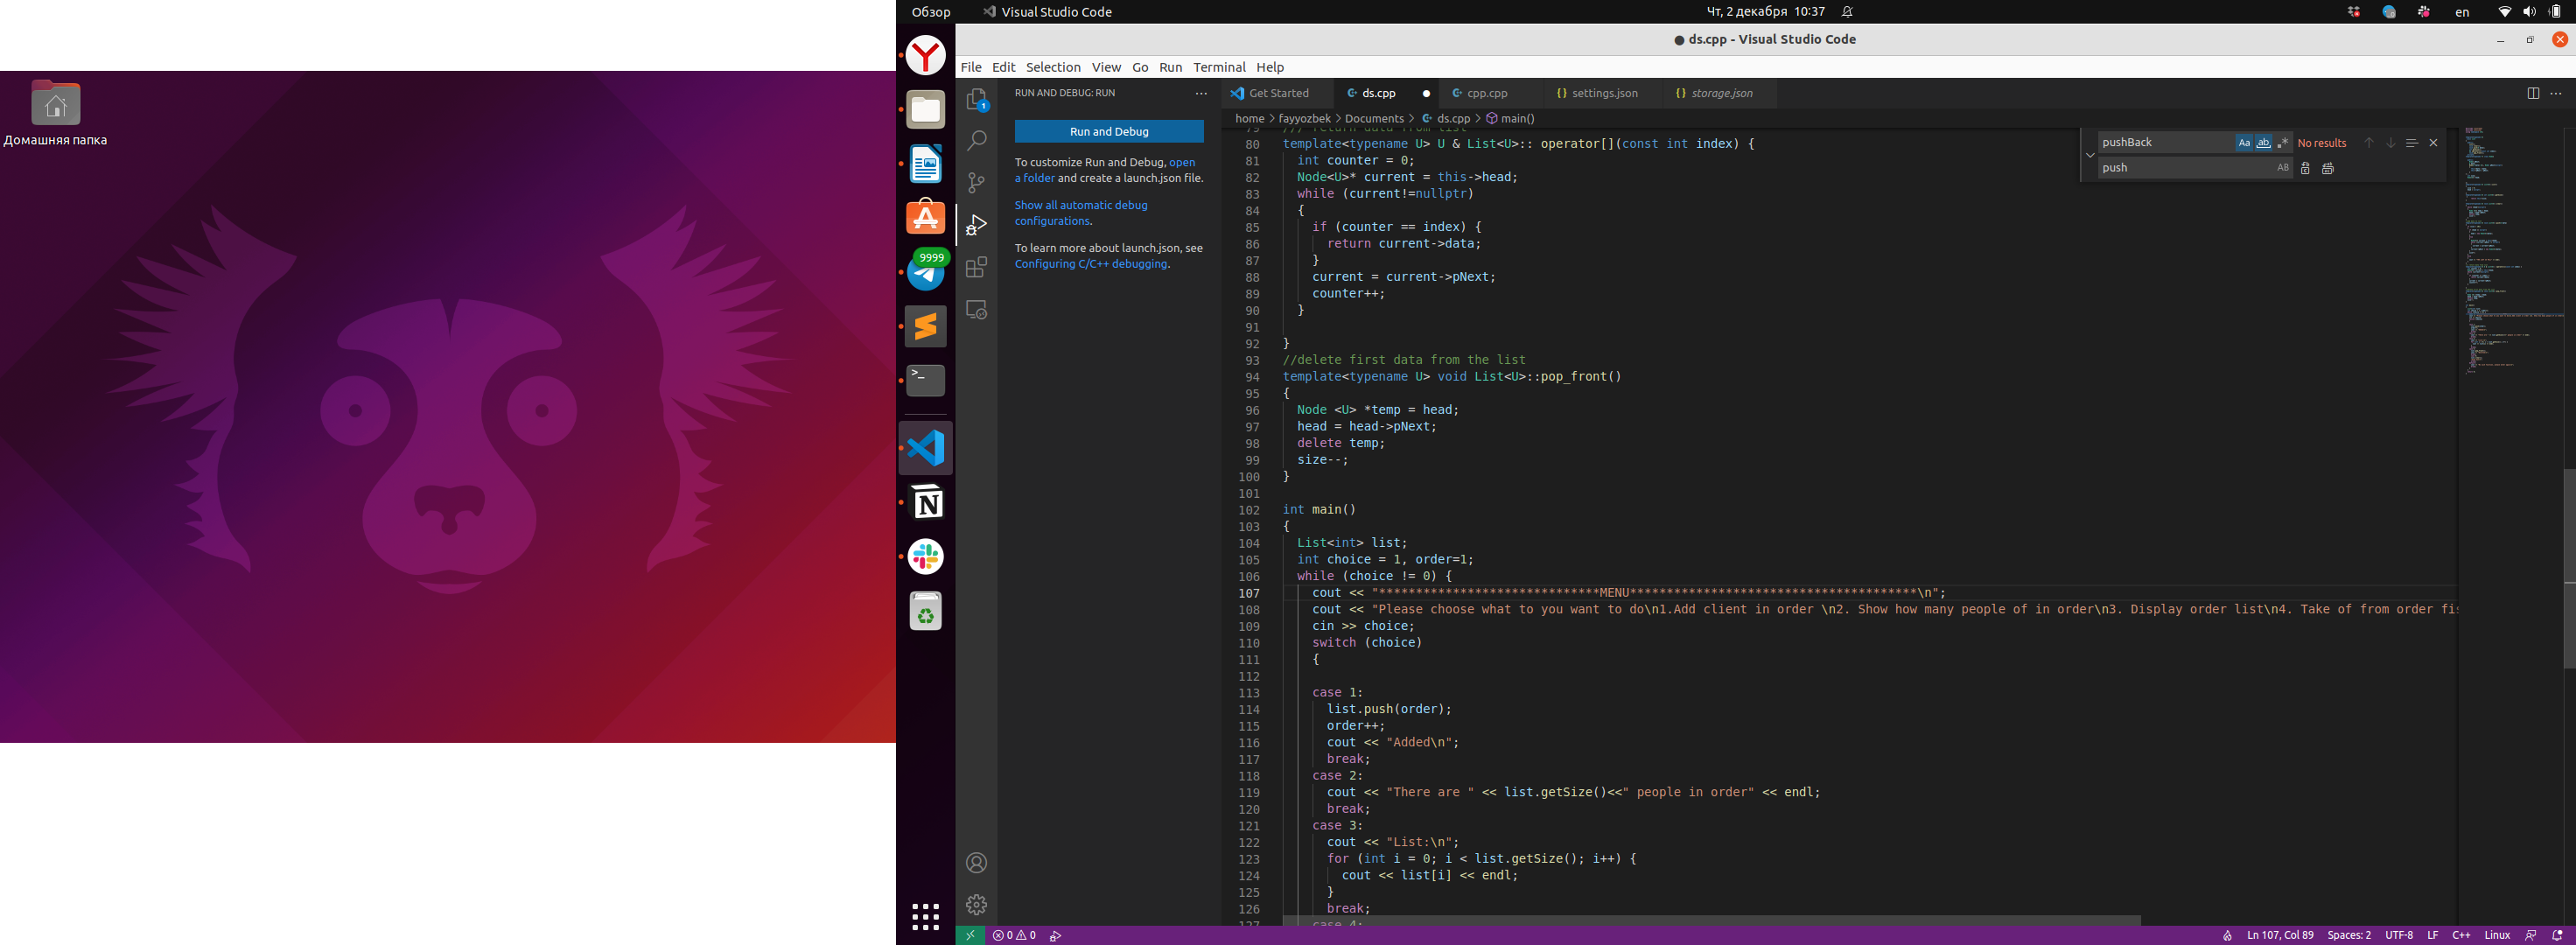 Обзор
Visual Studio Code
Чт, 2 декабря 10:37
en
Домашняя папка
9999
● ds.cpp - Visual Studio Code
File Edit Selection View Go Run Terminal Help
1
RUN AND DEBUG: RUN
Run and Debug
To customize Run and Debug, open
a folder and create a launch.json file.
Show all automatic debug
configurations.
To learn more about launch.json, see
Configuring C/C++ debugging.
Get Started
ds.cpp
cpp.cpp
settings.json
storage.json
home > fayyozbek > Documents > ds.cpp > main()
pushBack
Aa
ab
No results
push
AB
79 /// return data from list
80 template<typename U> U & List<U>:: operator[](const int index) {
81 int counter = 0;
82 Node<U>* current = this->head;
83 while (current!=nullptr)
84 {
85 if (counter == index) {
86 return current->data;
87 }
88 current = current->pNext;
89 counter++;
90 }
91
92 }
93 //delete first data from the list
94 template<typename U> void List<U>::pop_front()
95 {
96 Node <U> *temp = head;
97 head = head->pNext;
98 delete temp;
99 size--;
100 }
101
102 int main()
103 {
104 List<int> list;
105 int choice = 1, order=1;
106 while (choice != 0) {
107 cout << "******************************MENU***************************************\n";
108 cout << "Please choose what to you want to do\n1.Add client in order \n2. Show how many people of in order\n3. Display order list\n4. Take of from order fis
109 cin >> choice;
110 switch (choice)
111 {
112
113 case 1:
114 list.push(order);
115 order++;
116 cout << "Added\n";
117 break;
118 case 2:
119 cout << "There are " << list.getSize()<<" people in order" << endl;
120 break;
121 case 3:
122 cout << "List:\n";
123 for (int i = 0; i < list.getSize(); i++) {
124 cout << list[i] << endl;
125 }
126 break;
127 case 4:
0 0
Ln 107, Col 89
Spaces: 2
UTF-8
LF
C++
Linux